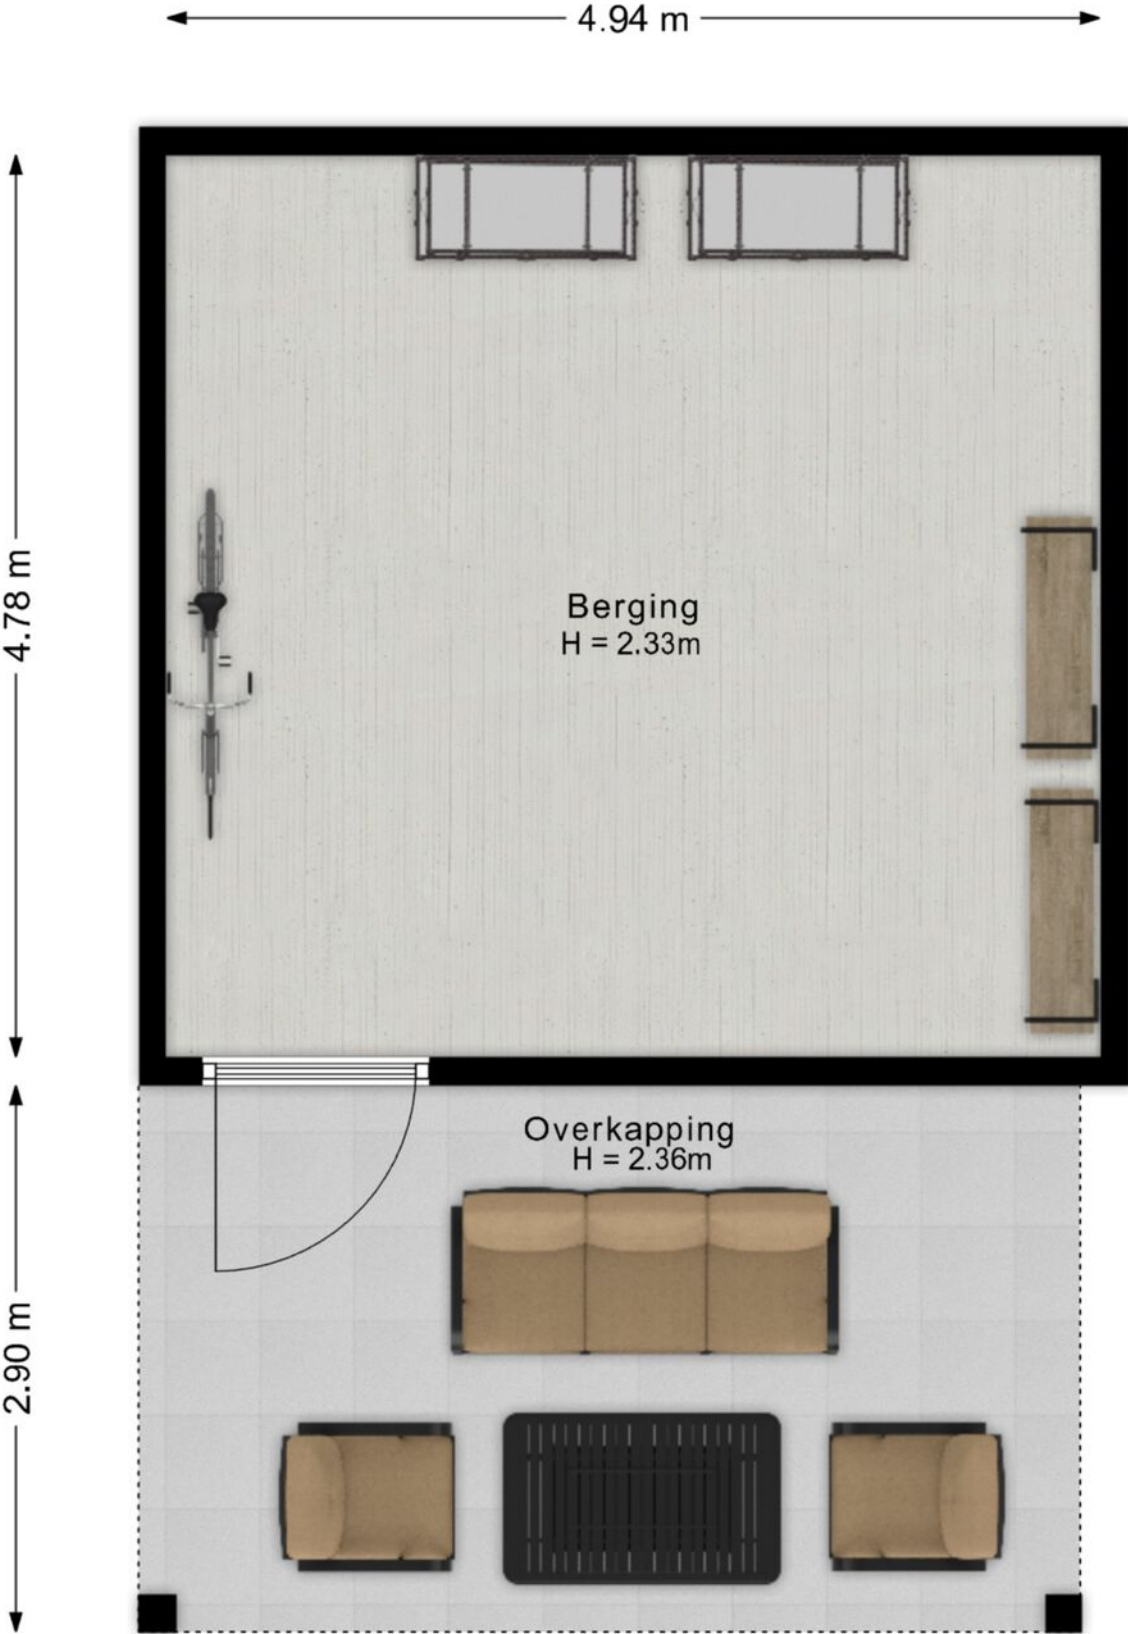 4.94 m
4.78 m
Berging
H = 2.33m
Overkapping
H = 2.36m
2.90 m